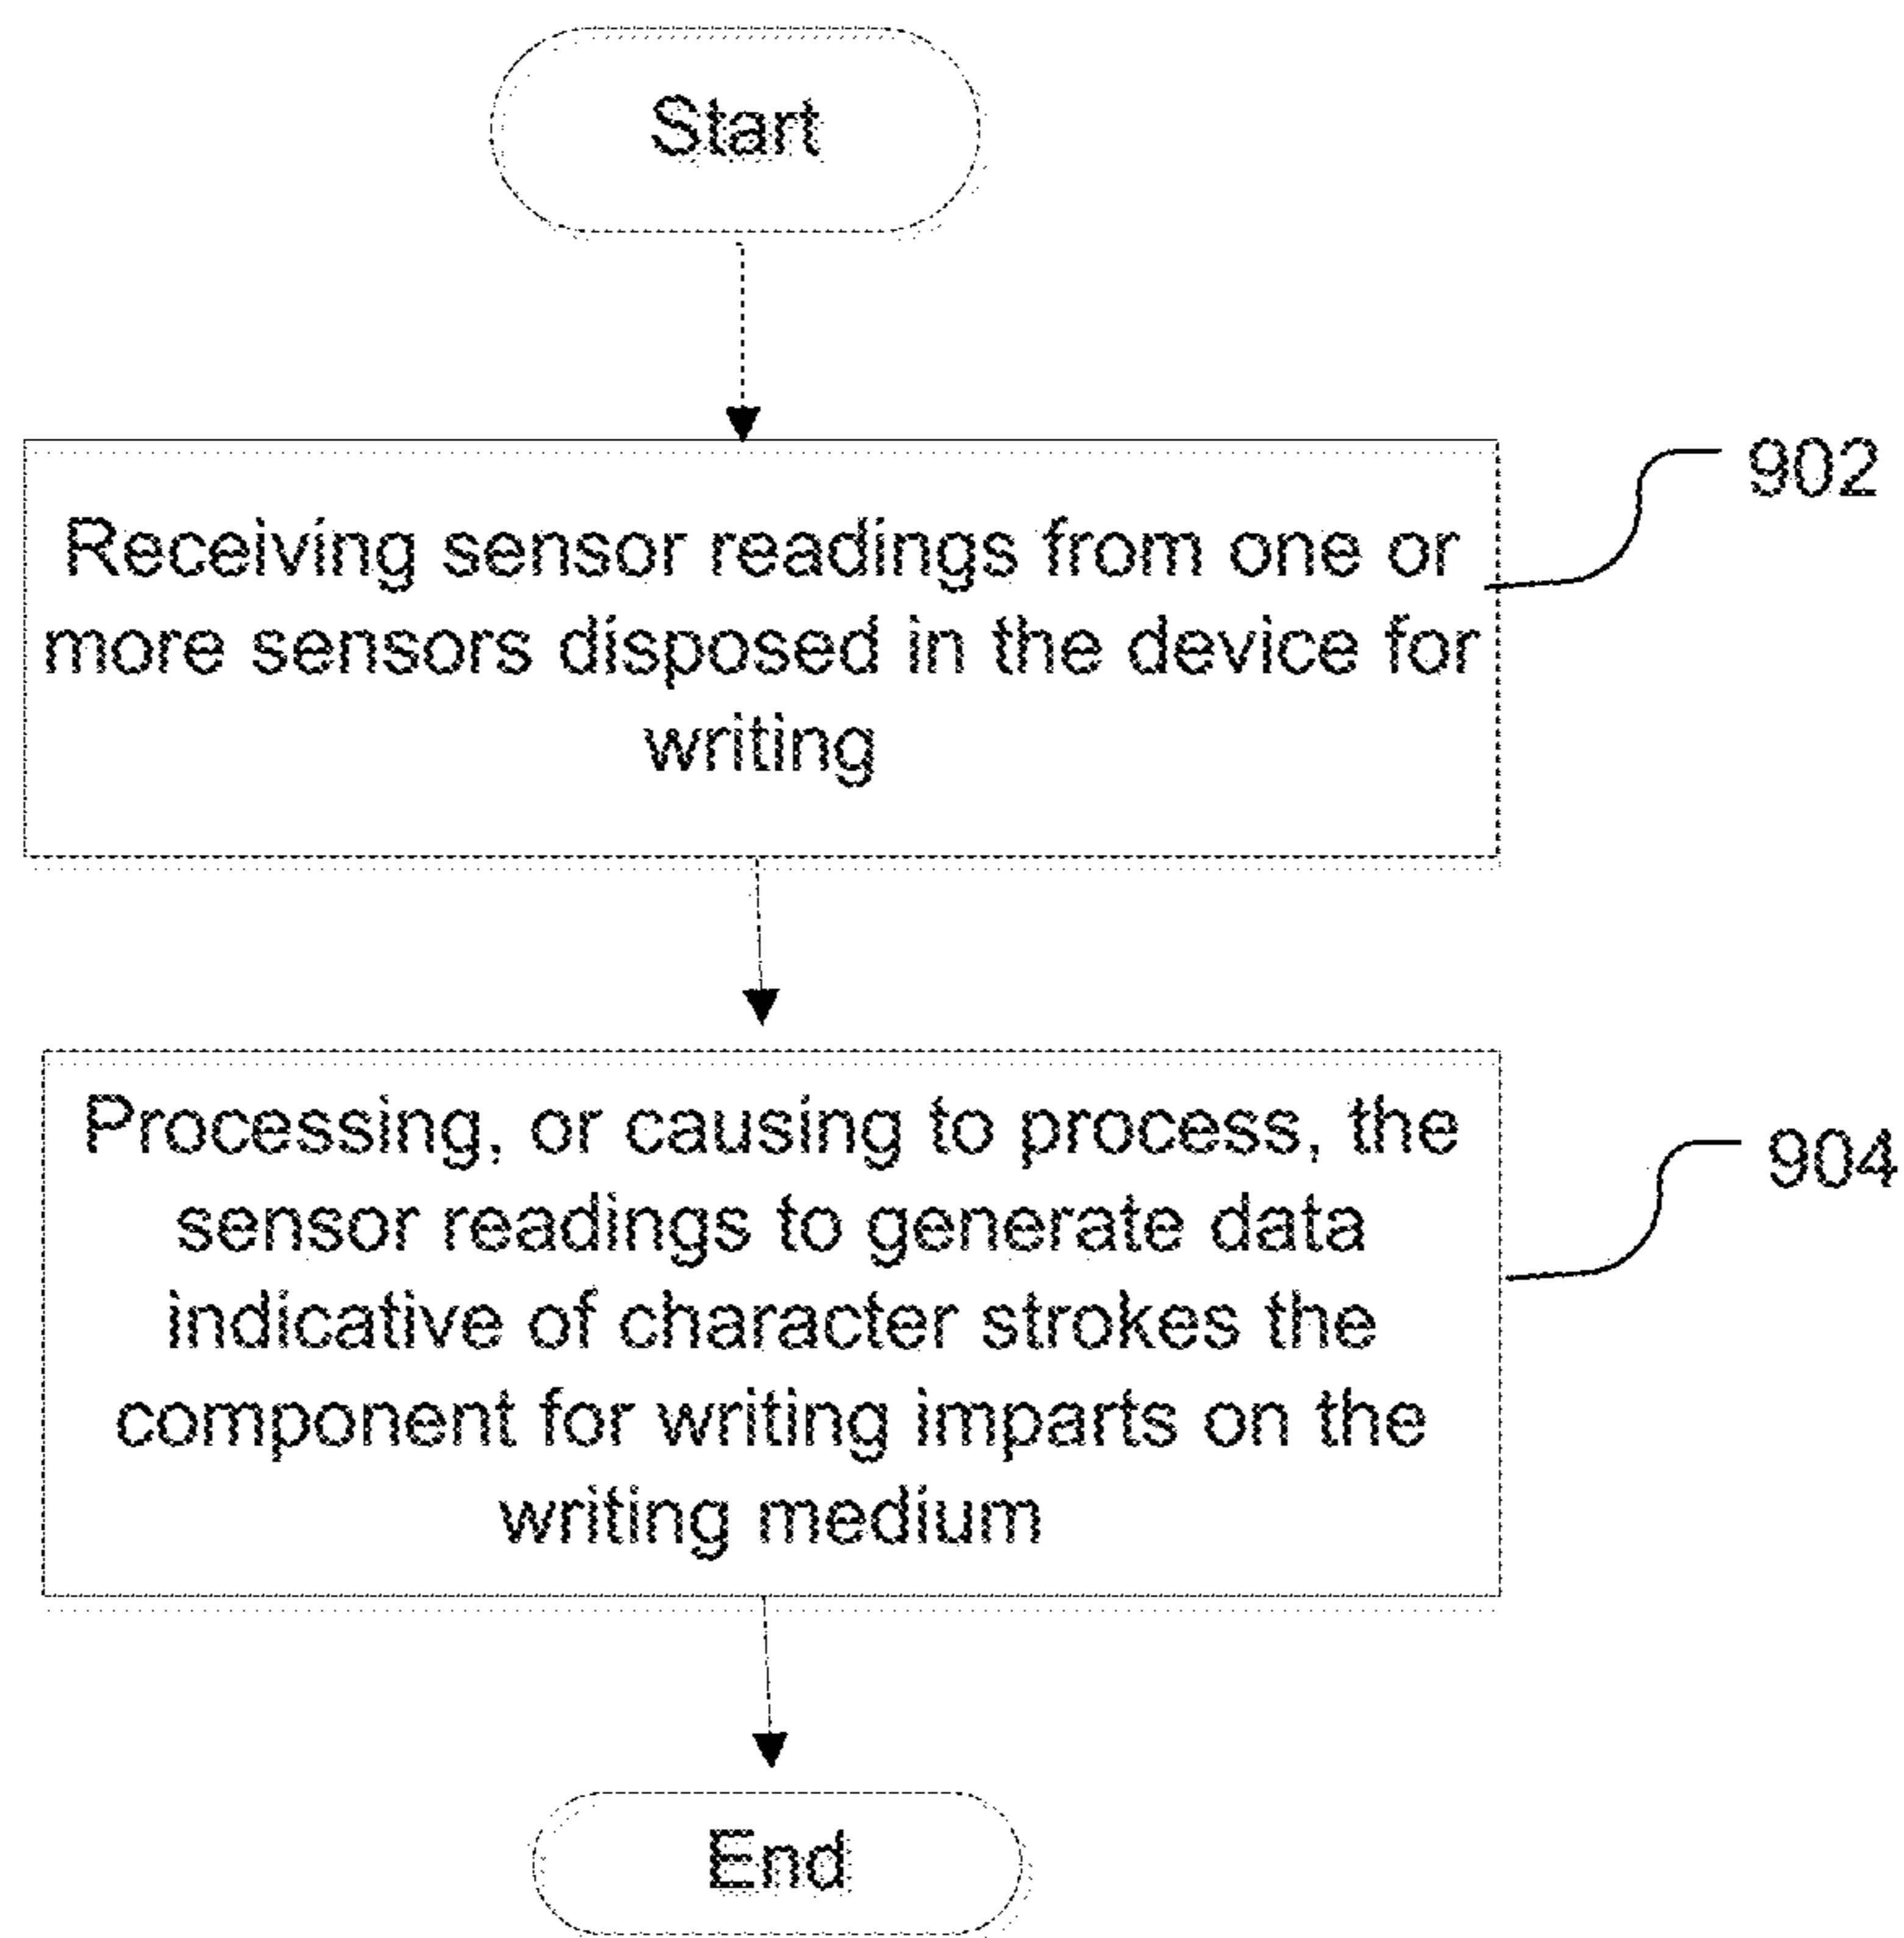 Start
902
Receiving sensor readings from one or
more sensors disposed in the device for
writing
Processing, or causing to process, the
904
sensor readings to generate data
indicative of character strokes the
component for writing imparts on the
writing medium
End